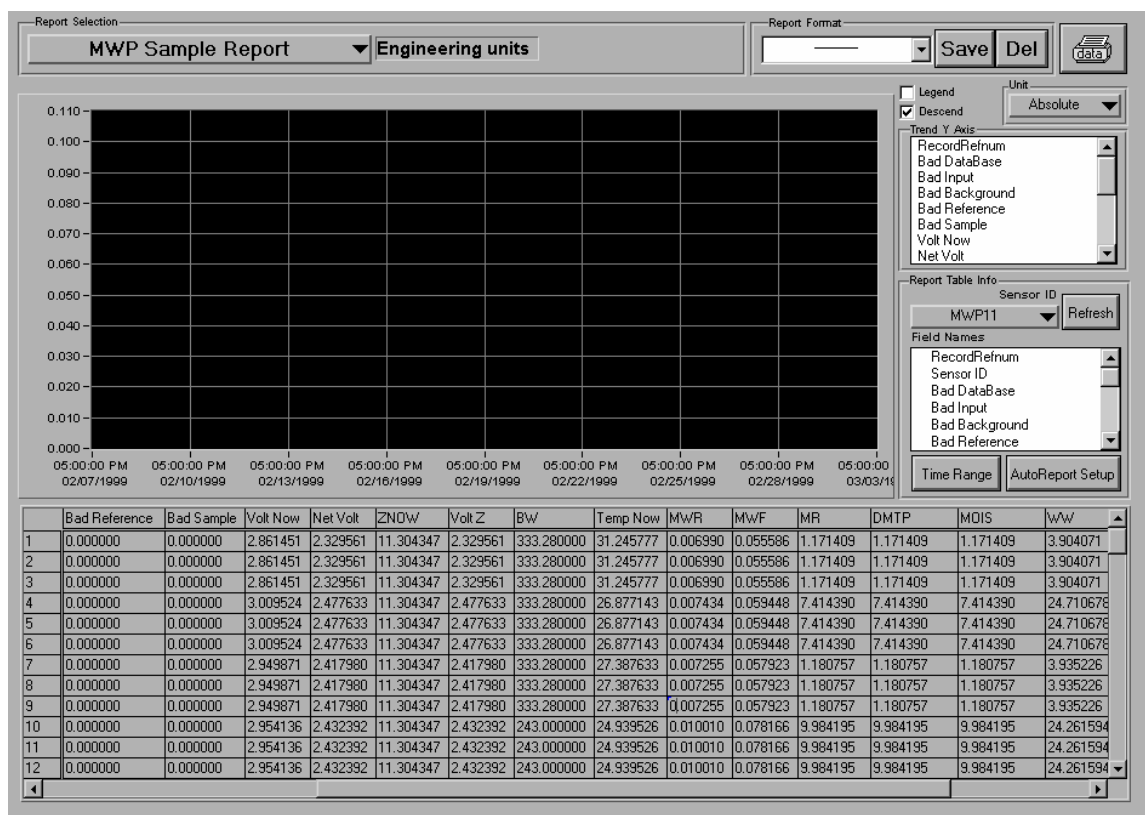 Report Selection
MWP Sample Report
Engineering units
Report Format
Save Del
data
Legend
Descend
Unit
Absolute
0.110
0.100
0.090
0.080
0.070
0.060
0.050
0.040
0.030
0.020
0.010
0.000
05:00:00 PM 05:00:00 PM 05:00:00 PM 05:00:00 PM 05:00:00 PM 05:00:00 PM 05:00:00 PM 05:00:00 PM 05:00:00
02/07/1999 02/10/1999 02/13/1999 02/16/1999 02/19/1999 02/22/1999 02/25/1999 02/28/1999 03/03/19
Trend Y Axis
RecordRefnum
Bad DataBase
Bad Input
Bad Background
Bad Reference
Bad Sample
Volt Now
Net Volt
Report Table Info
Sensor ID
MWP11
Refresh
Field Names
RecordRefnum
Sensor ID
Bad DataBase
Bad Input
Bad Background
Bad Reference
Time Range AutoReport Setup
Bad Reference Bad Sample Volt Now Net Volt ZNOW Volt Z BW Temp Now MWR MWF MR DMTP MOIS WW
1 0.000000 0.000000 2.861451 2.329561 11.304347 2.329561 333.280000 31.245777 0.006990 0.055586 1.171409 1.171409 1.171409 3.904071
2 0.000000 0.000000 2.861451 2.329561 11.304347 2.329561 333.280000 31.245777 0.006990 0.055586 1.171409 1.171409 1.171409 3.904071
3 0.000000 0.000000 2.861451 2.329561 11.304347 2.329561 333.280000 31.245777 0.006990 0.055586 1.171409 1.171409 1.171409 3.904071
4 0.000000 0.000000 3.009524 2.477633 11.304347 2.477633 333.280000 26.877143 0.007434 0.059448 7.414390 7.414390 7.414390 24.710678
5 0.000000 0.000000 3.009524 2.477633 11.304347 2.477633 333.280000 26.877143 0.007434 0.059448 7.414390 7.414390 7.414390 24.710678
6 0.000000 0.000000 3.009524 2.477633 11.304347 2.477633 333.280000 26.877143 0.007434 0.059448 7.414390 7.414390 7.414390 24.710678
7 0.000000 0.000000 2.949871 2.417980 11.304347 2.417980 333.280000 27.387633 0.007255 0.057923 1.180757 1.180757 1.180757 3.935226
8 0.000000 0.000000 2.949871 2.417980 11.304347 2.417980 333.280000 27.387633 0.007255 0.057923 1.180757 1.180757 1.180757 3.935226
9 0.000000 0.000000 2.949871 2.417980 11.304347 2.417980 333.280000 27.387633 0.007255 0.057923 1.180757 1.180757 1.180757 3.935226
10 0.000000 0.000000 2.954136 2.432392 11.304347 2.432392 243.000000 24.939526 0.010010 0.078166 9.984195 9.984195 9.984195 24.261594
11 0.000000 0.000000 2.954136 2.432392 11.304347 2.432392 243.000000 24.939526 0.010010 0.078166 9.984195 9.984195 9.984195 24.261594
12 0.000000 0.000000 2.954136 2.432392 11.304347 2.432392 243.000000 24.939526 0.010010 0.078166 9.984195 9.984195 9.984195 24.261594